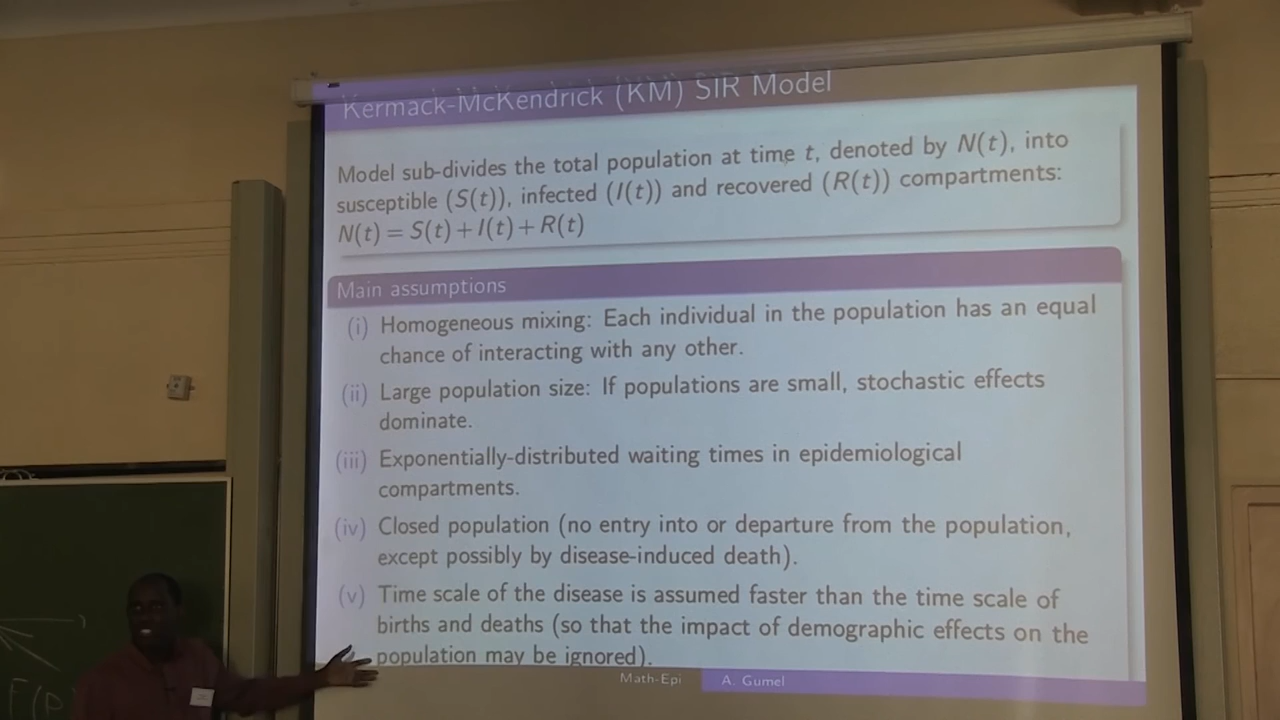 Kermack-McKendrick (KM) SIR Model
Model sub-divides the total population at time t, denoted by N(t), into
susceptible (S(t)), infected (I(t)) and recovered (R(t)) compartments:
N(t) = S(t) + I(t) + R(t)
Main assumptions
(i) Homogeneous mixing: Each individual in the population has an equal
chance of interacting with any other.
(ii) Large population size: If populations are small, stochastic effects
dominate.
(iii) Exponentially-distributed waiting times in epidemiological
compartments.
(iv) Closed population (no entry into or departure from the population,
except possibly by disease-induced death).
(v) Time scale of the disease is assumed faster than the time scale of
births and deaths (so that the impact of demographic effects on the
population may be ignored).
Math-Epi A. Gumel